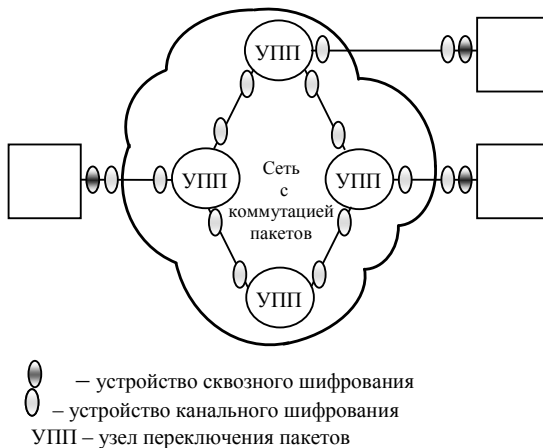 УПП
УПП
Сеть
с
коммутацией
пакетов
УПП
УПП
– устройство сквозного шифрования
– устройство канального шифрования
УПП – узел переключения пакетов